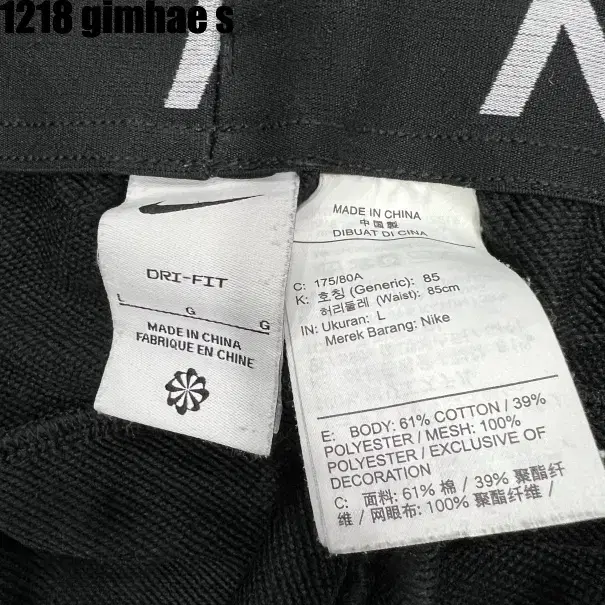 1218 gimhae s
DRI-FIT
L G G
MADE IN CHINA
FABRIQUE EN CHINE
MADE IN CHINA
中国製
DIBUAT DI CINA
C: 175/80A
K: 호칭 (Generic): 85
허리둘레 (Waist): 85cm
IN: Ukuran: L
Merek Barang: Nike
E: BODY: 61% COTTON / 39%
POLYESTER / MESH: 100%
POLYESTER / EXCLUSIVE OF
DECORATION
C: 面料: 61% 棉 / 39% 聚酯纤
维 / 网眼布: 100% 聚酯纤维/